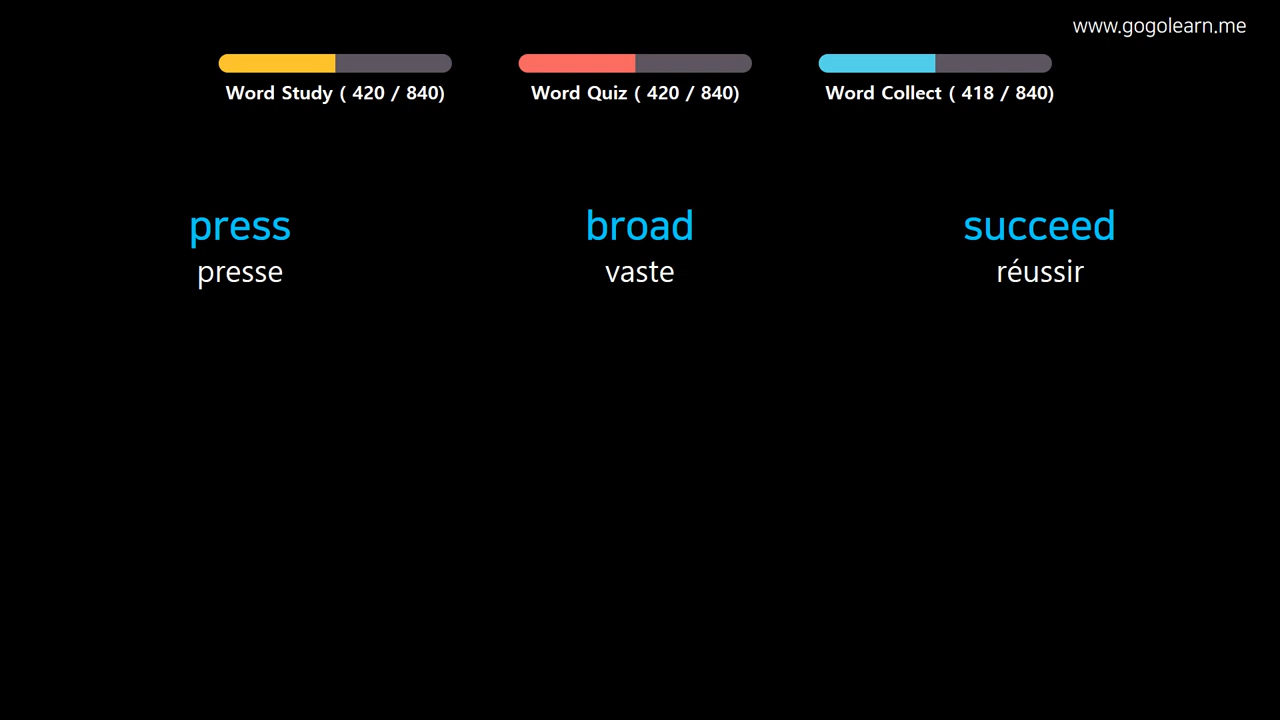 www.gogolearn.me
Word Study ( 420 / 840)
Word Quiz ( 420 / 840)
Word Collect ( 418 / 840)
press
broad
succeed
presse
vaste
réussir